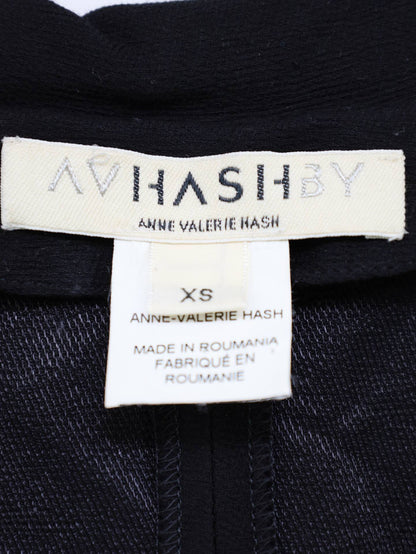 AVHASHBY
ANNE VALERIE HASH
XS
ANNE-VALERIE HASH
MADE IN ROUMANIA
FABRIQUÉ EN
ROUMANIE